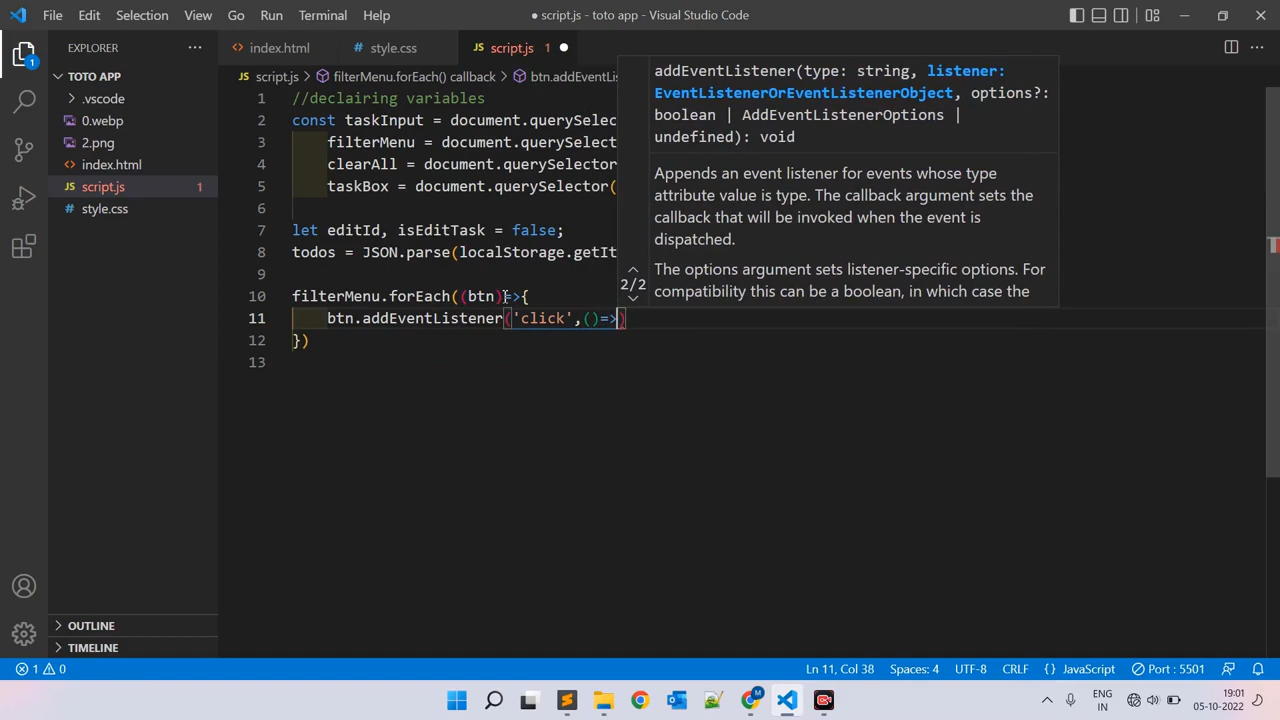 File Edit Selection View Go Run Terminal Help
● script.js - toto app - Visual Studio Code
EXPLORER
index.html
style.css
JS script.js 1
TOTO APP
.vscode
0.webp
2.png
index.html
script.js 1
style.css
JS script.js > filterMenu.forEach() callback > btn.addEventLis
1 //declairing variables
2 const taskInput = document.querySelec
3 filterMenu = document.querySelect
4 clearAll = document.querySelector
5 taskBox = document.querySelector(
6
7 let editId, isEditTask = false;
8 todos = JSON.parse(localStorage.getIt
9
10 filterMenu.forEach((btn)=>{
11 btn.addEventListener('click',()=>)
12 })
13
2/2
addEventListener(type: string, listener:
EventListenerOrEventListenerObject, options?:
boolean | AddEventListenerOptions |
undefined): void
Appends an event listener for events whose type
attribute value is type. The callback argument sets the
callback that will be invoked when the event is
dispatched.
The options argument sets listener-specific options. For
compatibility this can be a boolean, in which case the
1
OUTLINE
TIMELINE
1 0
Ln 11, Col 38 Spaces: 4 UTF-8 CRLF {} JavaScript Port : 5501
M
ENG
IN
19:01
05-10-2022